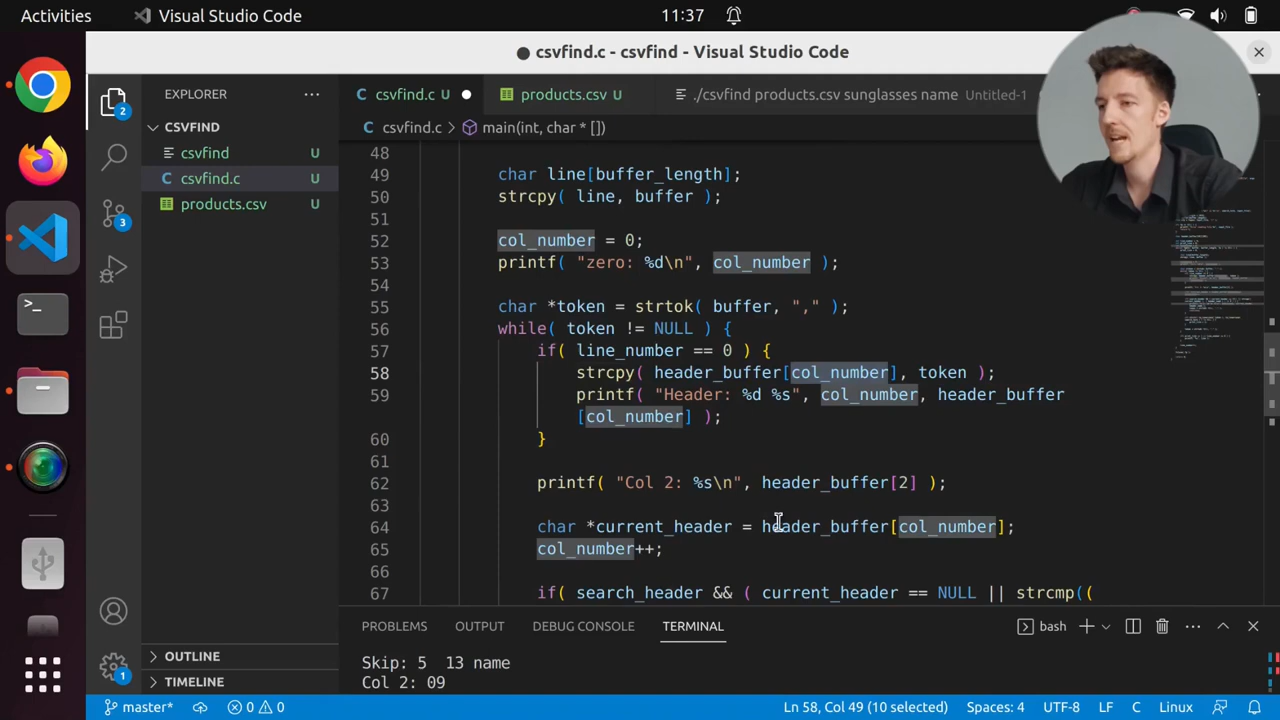 Activities
Visual Studio Code
11:37
csvfind.c - csvfind - Visual Studio Code
EXPLORER
CSVFIND
csvfind U
csvfind.c U
products.csv U
OUTLINE
TIMELINE
csvfind.c U
products.csv U
./csvfind products.csv sunglasses name Untitled-1
csvfind.c > main(int, char * [])
48
49 char line[buffer_length];
50 strcpy( line, buffer );
51
52 col_number = 0;
53 printf( "zero: %d\n", col_number );
55 char *token = strtok( buffer, "," );
56 while( token != NULL ) {
57 if( line_number == 0 ) {
58 strcpy( header_buffer[col_number], token );
59 printf( "Header: %d %s", col_number, header_buffer
[col_number] );
60 }
61
62 printf( "Col 2: %s\n", header_buffer[2] );
63
64 char *current_header = header_buffer[col_number];
65 col_number++;
66
67 if( search_header && ( current_header == NULL || strcmp((
PROBLEMS OUTPUT DEBUG CONSOLE TERMINAL
bash
Skip: 5 13 name
Col 2: 09
master*
0 0
Ln 58, Col 49 (10 selected) Spaces: 4 UTF-8 LF C Linux
2
3
1